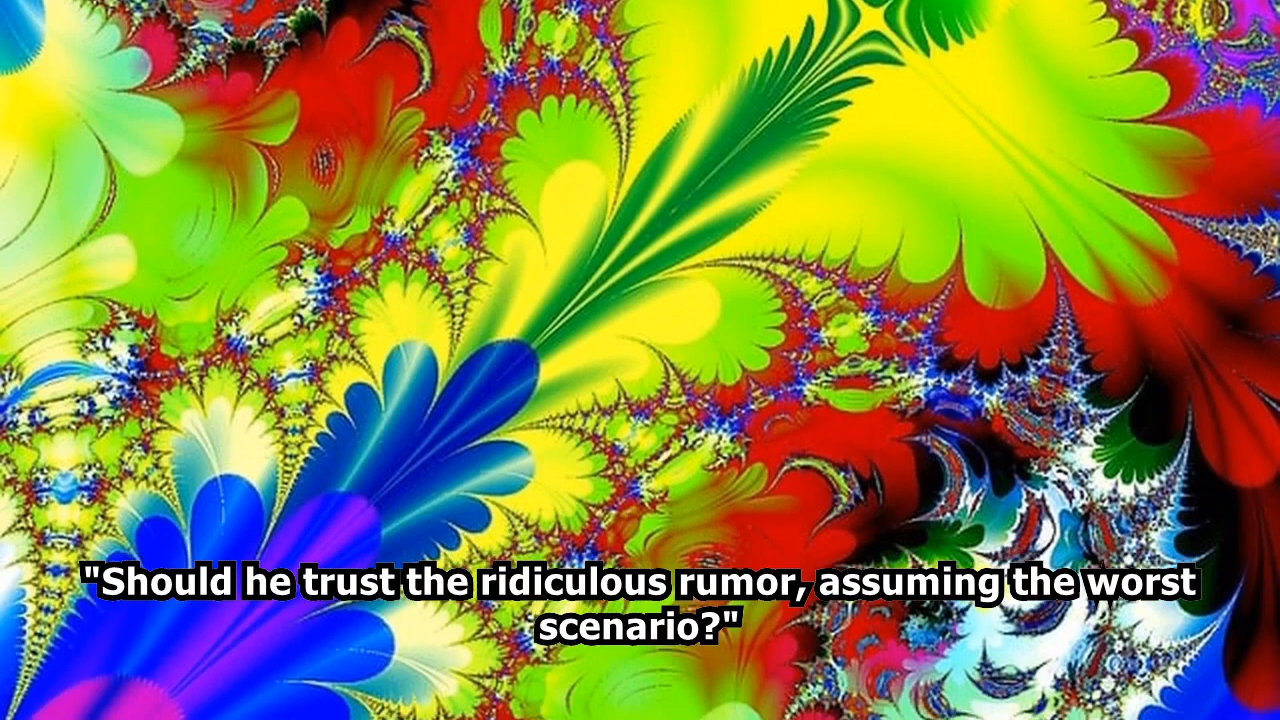 "Should he trust the ridiculous rumor, assuming the worst
scenario?"